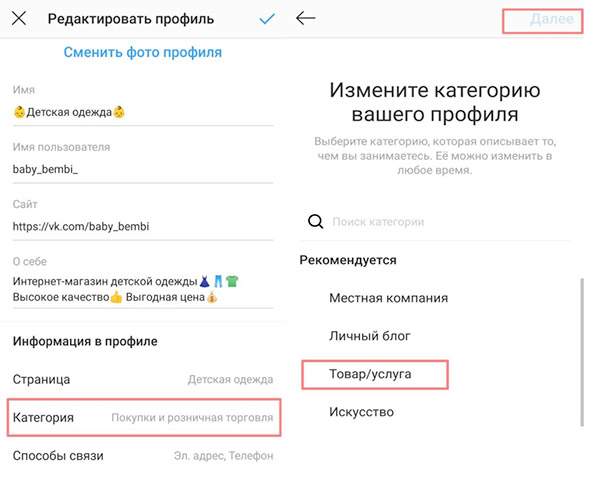 Редактировать профиль
Сменить фото профиля
Имя
👶Детская одежда👶
Имя пользователя
baby_bembi_
Сайт
https://vk.com/baby_bembi
О себе
Интернет-магазин детской одежды👗👖👕
Высокое качество👍 Выгодная цена💰
Информация в профиле
Страница Детская одежда
Категория Покупки и розничная торговля
Способы связи Эл. адрес, Телефон
Далее
Измените категорию
вашего профиля
Выберите категорию, которая описывает то,
чем вы занимаетесь. Её можно изменить в
любое время.
Поиск категории
Рекомендуется
Местная компания
Личный блог
Товар/услуга
Искусство